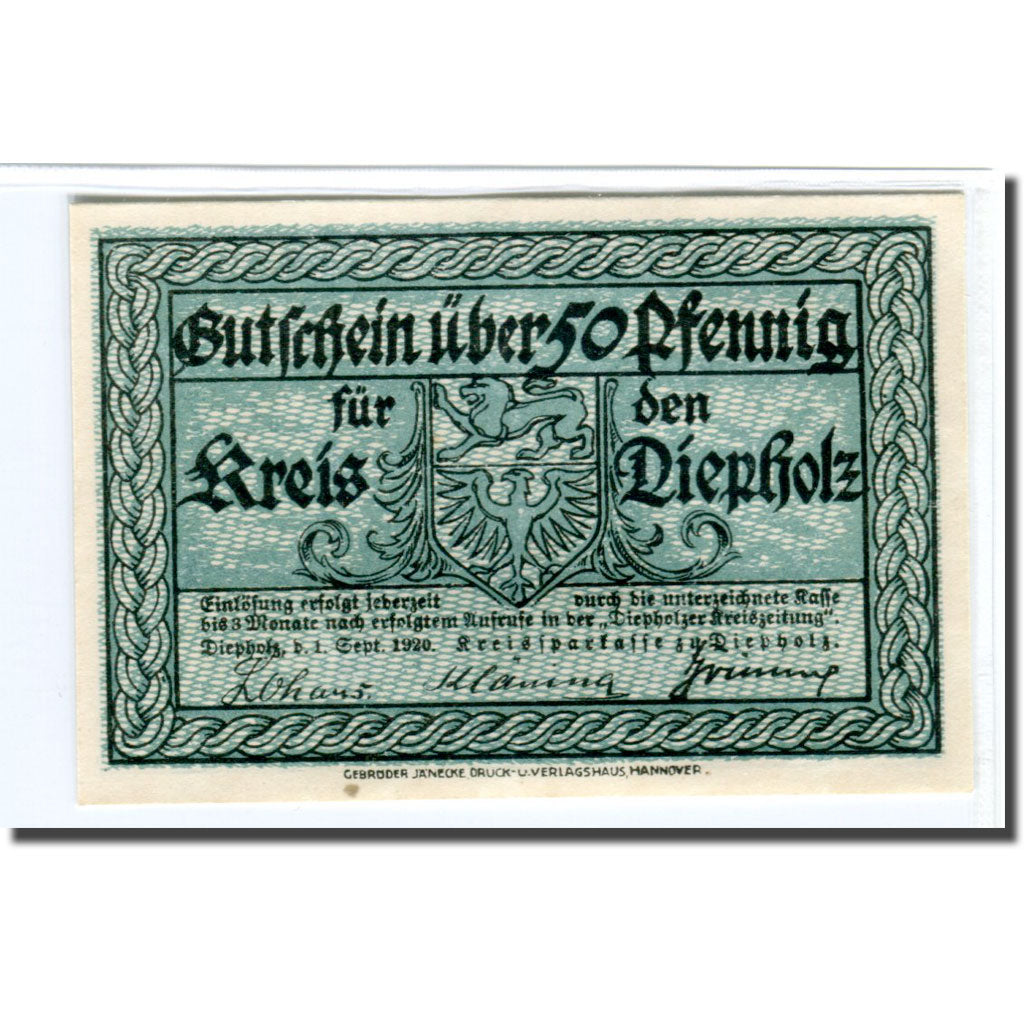 Gutschein über 50 Pfennig
für den
Kreis Diepholz
Einlösung erfolgt jederzeit durch die unterzeichnete Kasse
bis 3 Monate nach erfolgtem Aufrufe in der „Diepholzer Kreiszeitung“.
Diepholz, d. 1. Sept. 1920. Kreissparkasse zu Diepholz.
GEBRÜDER JÄNECKE, DRUCK- U. VERLAGSHAUS, HANNOVER.